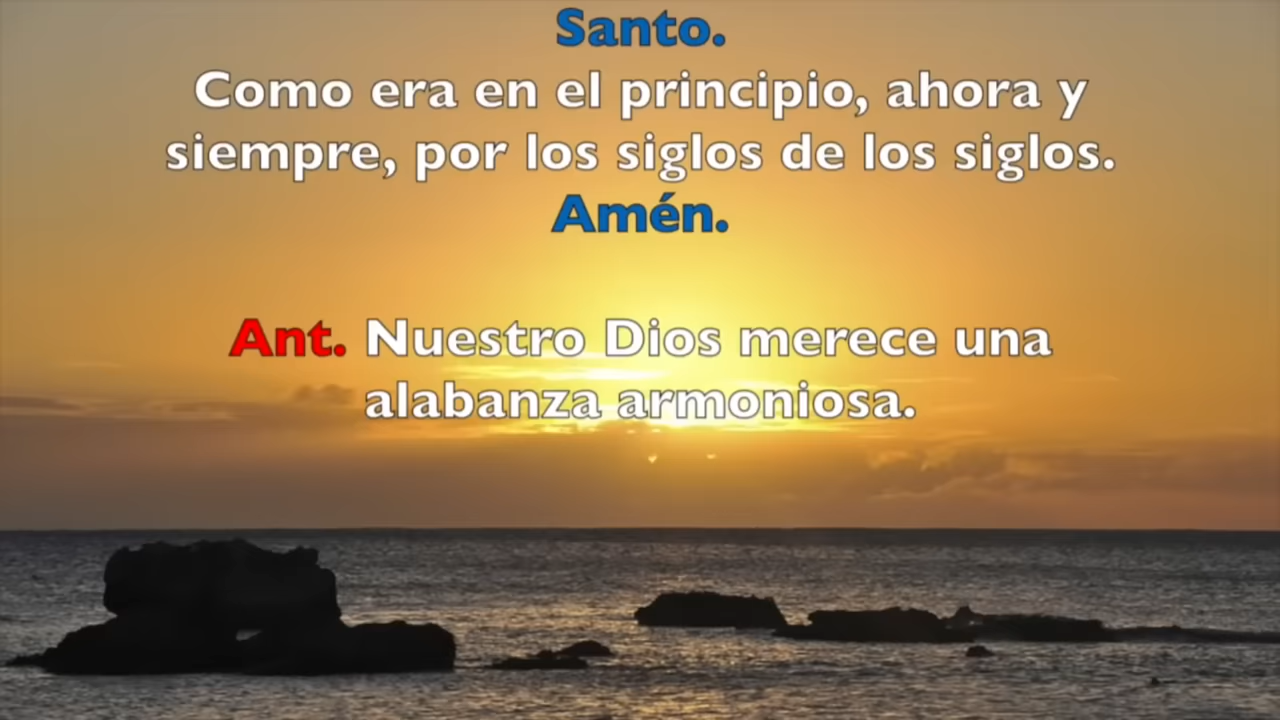 Santo.
Como era en el principio, ahora y
siempre, por los siglos de los siglos.
Amén.
Ant. Nuestro Dios merece una
alabanza armoniosa.